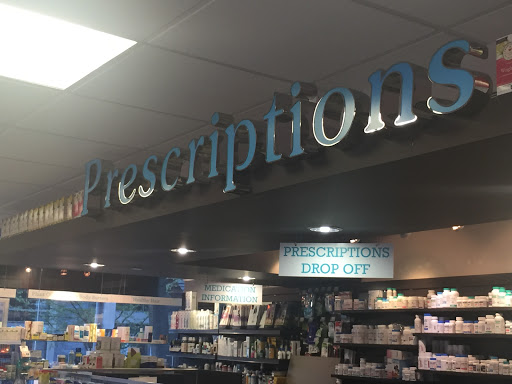 Prescriptions
PRESCRIPTIONS
DROP OFF
MEDICATION
INFORMATION